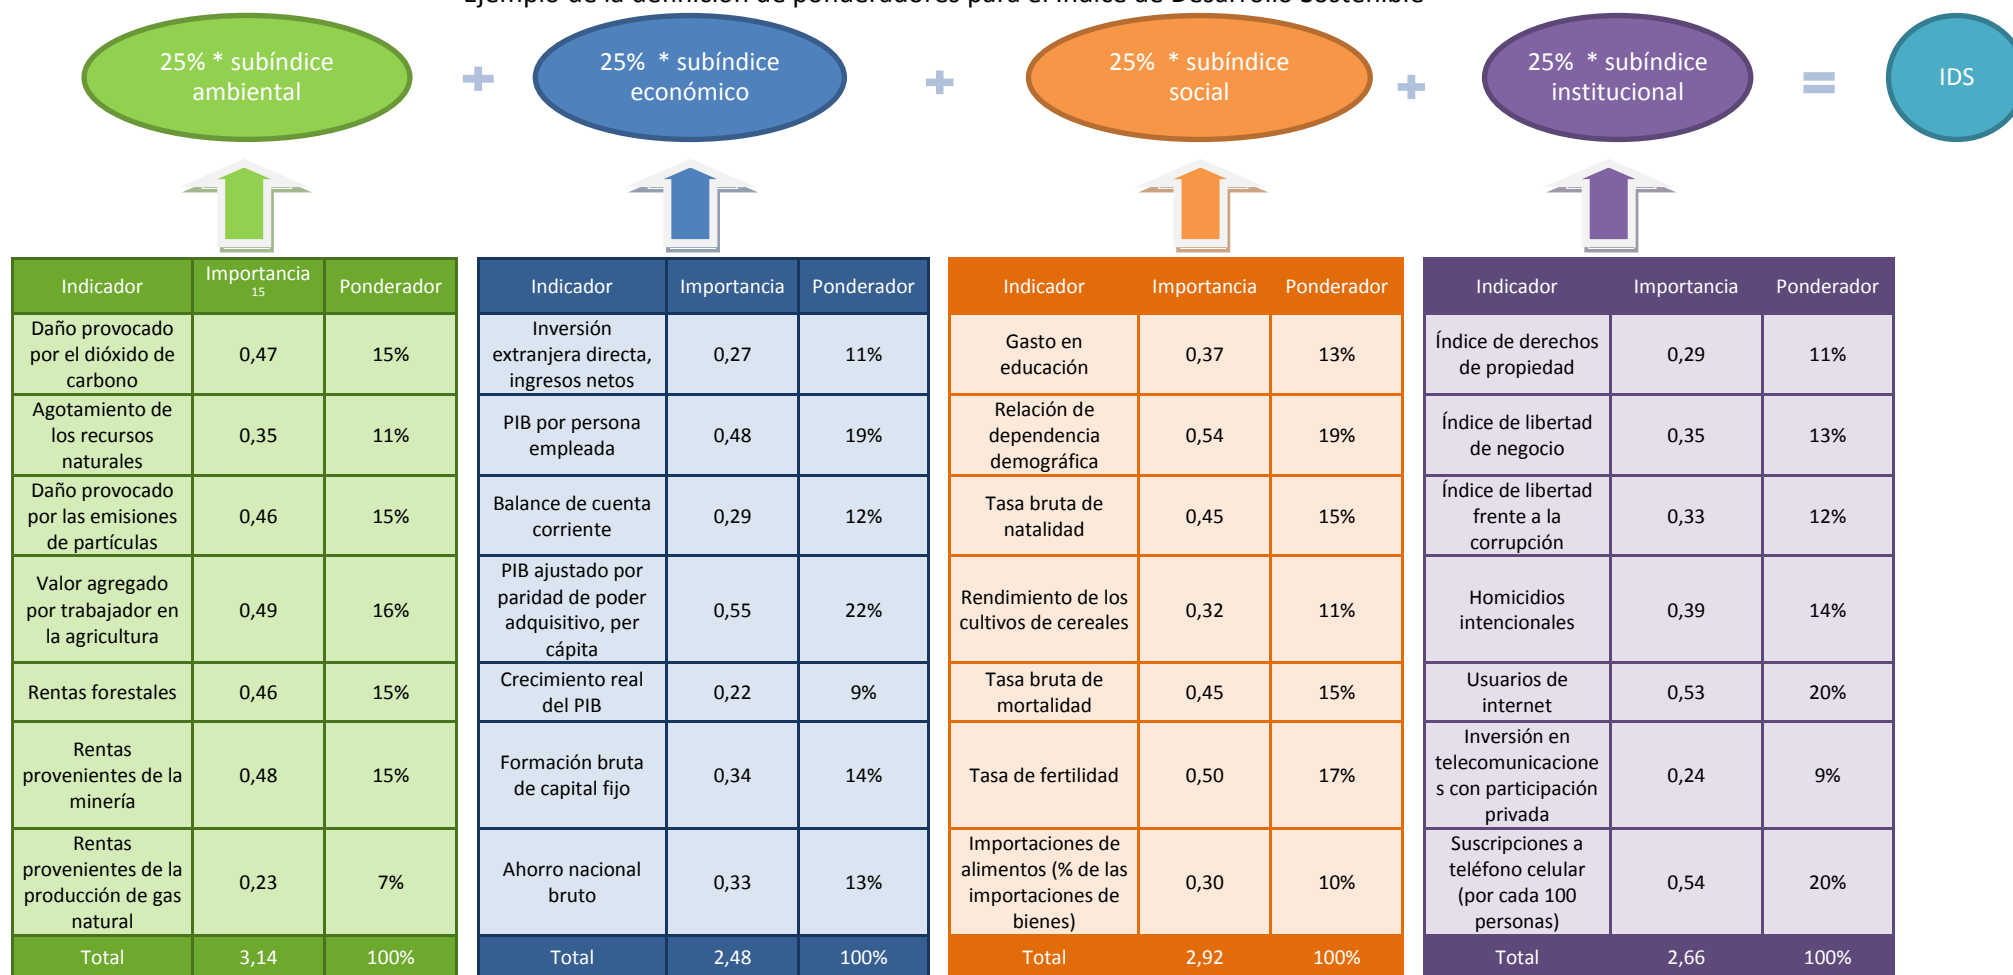 Ejemplo de la definición de ponderadores para el Índice de Desarrollo Sostenible
25% * subíndice
ambiental
+
25% * subíndice
económico
+
25% * subíndice
social
+
25% * subíndice
institucional
=
IDS
Indicador
Importancia
15
Ponderador
Daño provocado
por el dióxido de
carbono
0,47
15%
Agotamiento de
los recursos
naturales
0,35
11%
Daño provocado
por las emisiones
de partículas
0,46
15%
Valor agregado
por trabajador en
la agricultura
0,49
16%
Rentas forestales
0,46
15%
Rentas
provenientes de la
minería
0,48
15%
Rentas
provenientes de la
producción de gas
natural
0,23
7%
Total
3,14
100%
Indicador
Importancia
Ponderador
Inversión
extranjera directa,
ingresos netos
0,27
11%
PIB por persona
empleada
0,48
19%
Balance de cuenta
corriente
0,29
12%
PIB ajustado por
paridad de poder
adquisitivo, per
cápita
0,55
22%
Crecimiento real
del PIB
0,22
9%
Formación bruta
de capital fijo
0,34
14%
Ahorro nacional
bruto
0,33
13%
Total
2,48
100%
Indicador
Importancia
Ponderador
Gasto en
educación
0,37
13%
Relación de
dependencia
demográfica
0,54
19%
Tasa bruta de
natalidad
0,45
15%
Rendimiento de los
cultivos de cereales
0,32
11%
Tasa bruta de
mortalidad
0,45
15%
Tasa de fertilidad
0,50
17%
Importaciones de
alimentos (% de las
importaciones de
bienes)
0,30
10%
Total
2,92
100%
Indicador
Importancia
Ponderador
Índice de derechos
de propiedad
0,29
11%
Índice de libertad
de negocio
0,35
13%
Índice de libertad
frente a la
corrupción
0,33
12%
Homicidios
intencionales
0,39
14%
Usuarios de
internet
0,53
20%
Inversión en
telecomunicacione
s con participación
privada
0,24
9%
Suscripciones a
teléfono celular
(por cada 100
personas)
0,54
20%
Total
2,66
100%